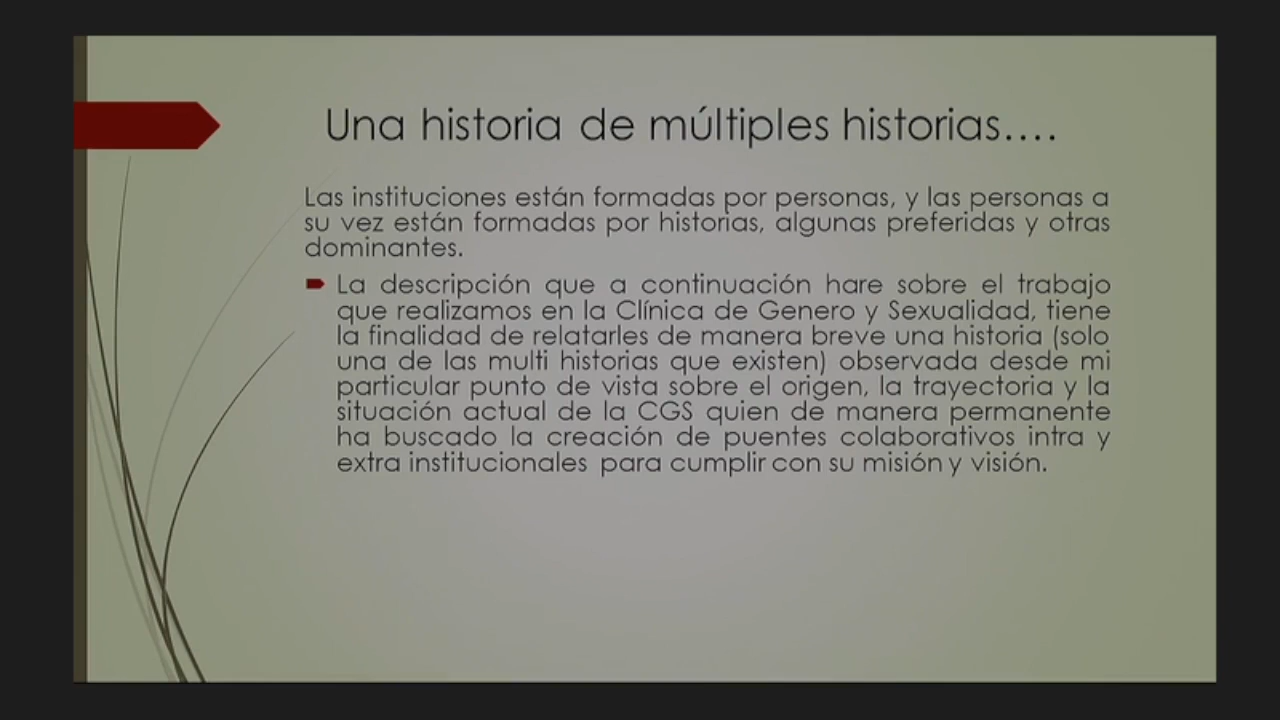 Una historia de múltiples historias....
Las instituciones están formadas por personas, y las personas a
su vez están formadas por historias, algunas preferidas y otras
dominantes.
La descripción que a continuación hare sobre el trabajo
que realizamos en la Clínica de Genero y Sexualidad, tiene
la finalidad de relatarles de manera breve una historia (solo
una de las multi historias que existen) observada desde mi
particular punto de vista sobre el origen, la trayectoria y la
situación actual de la CGS quien de manera permanente
ha buscado la creación de puentes colaborativos intra y
extra institucionales para cumplir con su misión y visión.